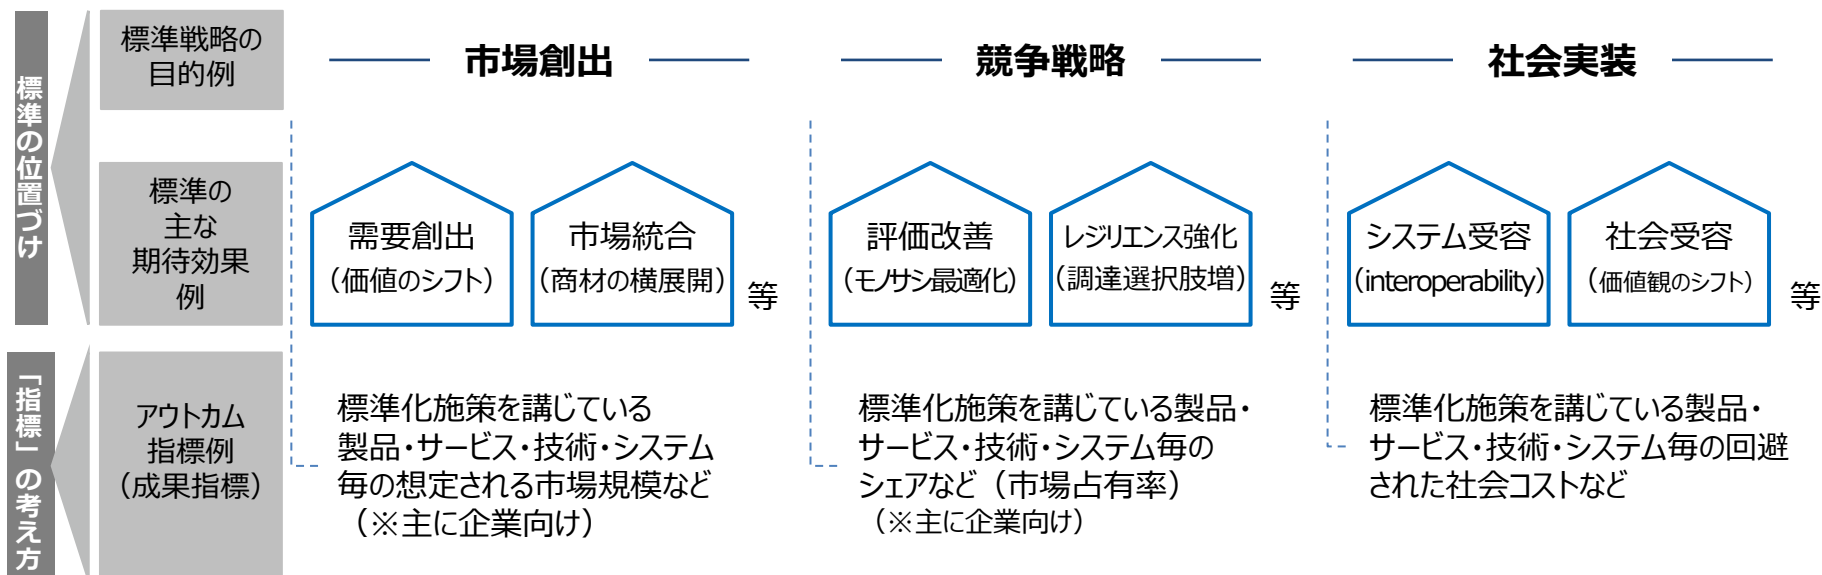 標準の位置づけ
標準戦略の
目的例
市場創出
競争戦略
社会実装
標準の
主な
期待効果
例
需要創出
（価値のシフト）
市場統合
（商材の横展開）
等
評価改善
（モノサシ最適化）
レジリエンス強化
（調達選択肢増）
等
システム受容
（interoperability）
社会受容
（価値観のシフト）
等
「指標」の考え方
アウトカム
指標例
（成果指標）
標準化施策を講じている
製品・サービス・技術・システム
毎の想定される市場規模など
（※主に企業向け）
標準化施策を講じている製品・
サービス・技術・システム毎の
シェアなど（市場占有率）
（※主に企業向け）
標準化施策を講じている製品・
サービス・技術・システム毎の回避
された社会コストなど